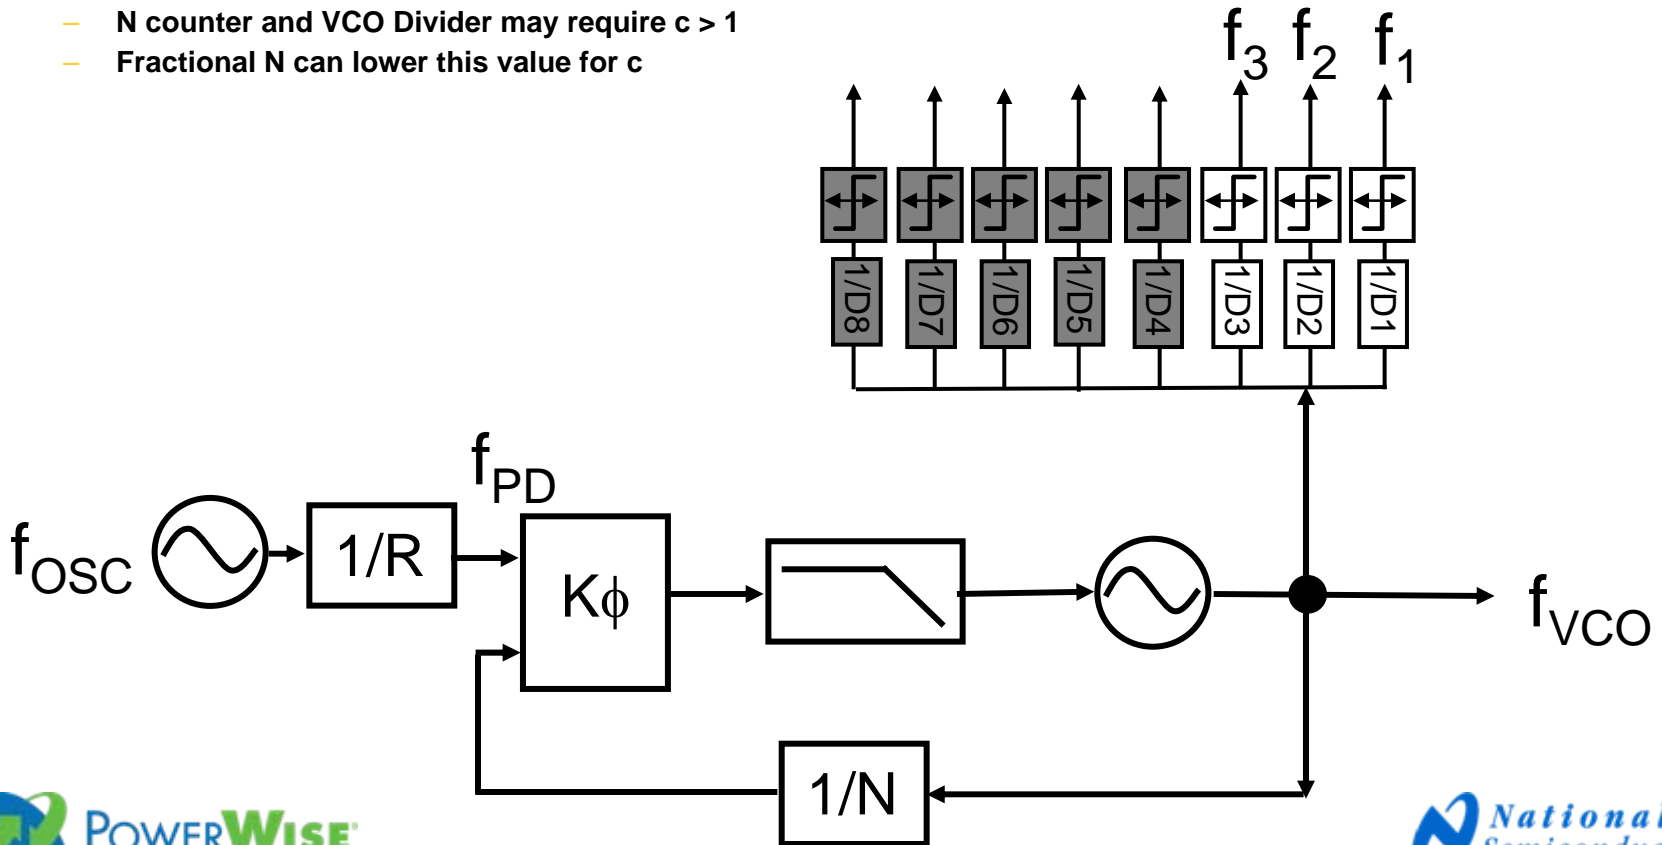 – N counter and VCO Divider may require c > 1
– Fractional N can lower this value for c
f3 f2 f1
1/D8 1/D7 1/D6 1/D5 1/D4 1/D3 1/D2 1/D1
fPD
fOSC
1/R
Kϕ
fVCO
1/N
POWERWISE®
National